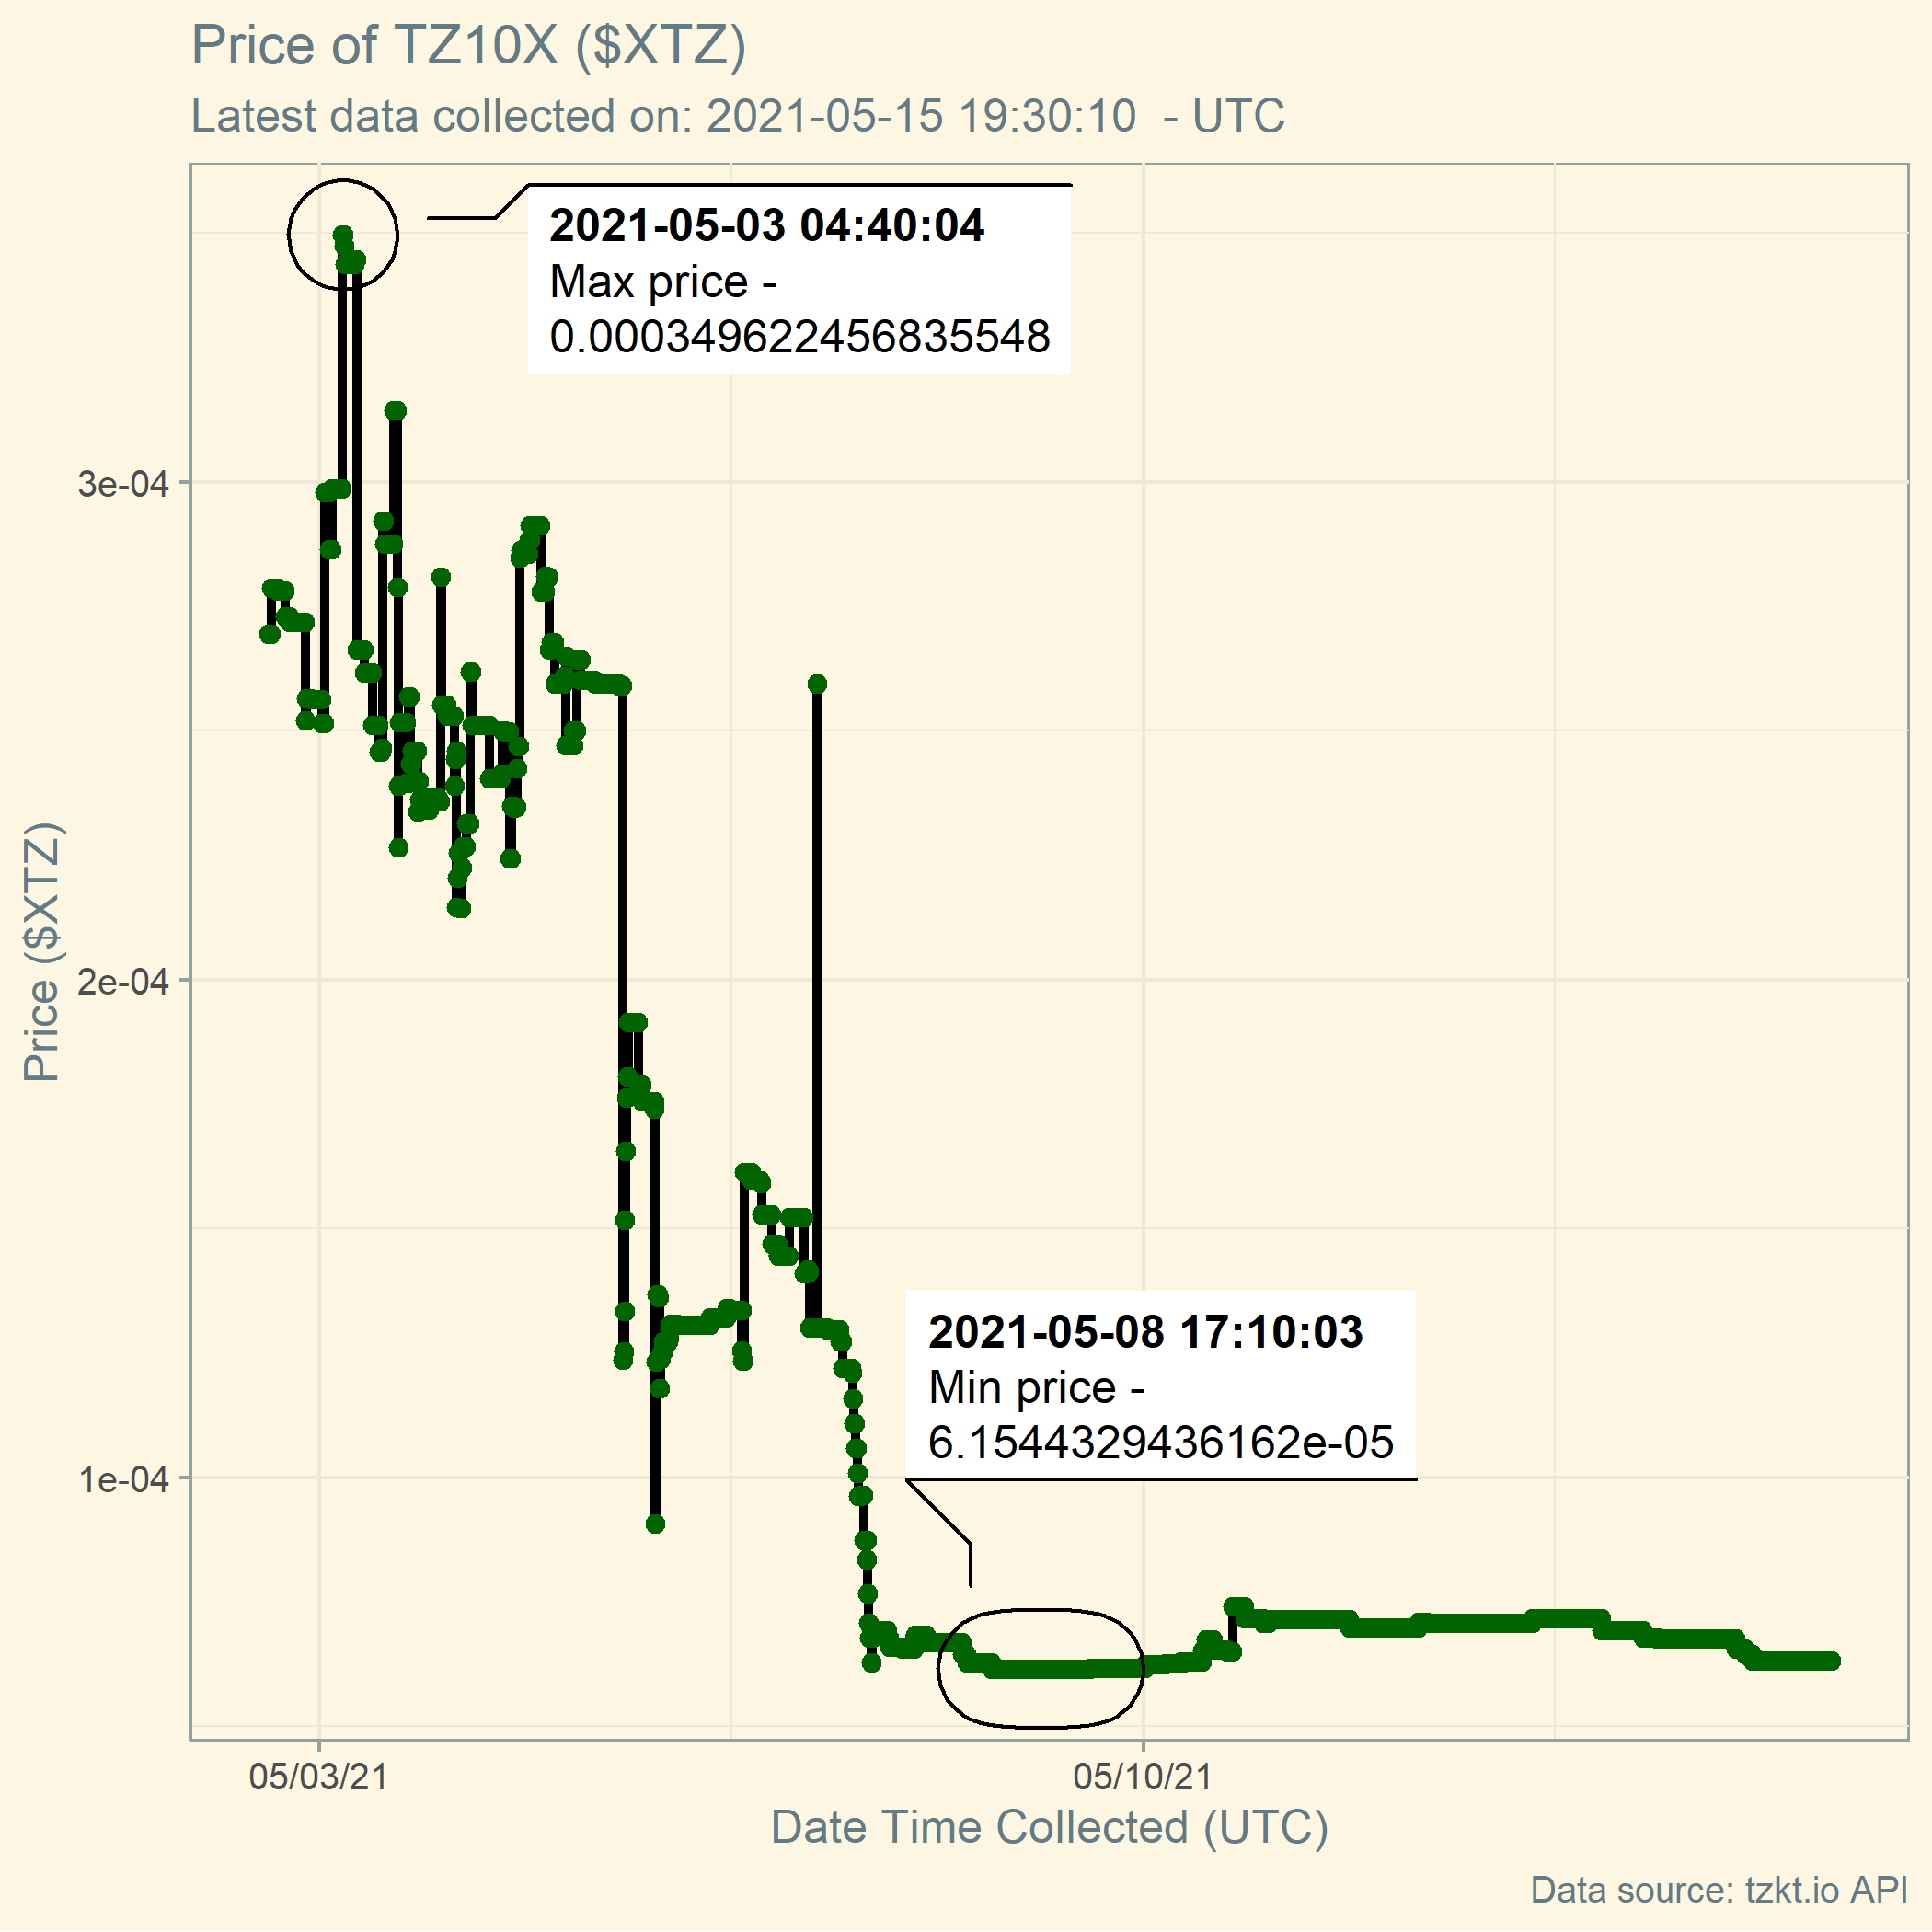 Price of TZ10X ($XTZ)
Latest data collected on: 2021-05-15 19:30:10  - UTC
2021-05-03 04:40:04
Max price -
0.000349622456835548
3e-04
2e-04
1e-04
Price ($XTZ)
2021-05-08 17:10:03
Min price -
6.1544329436162e-05
05/03/21
05/10/21
Date Time Collected (UTC)
Data source: tzkt.io API